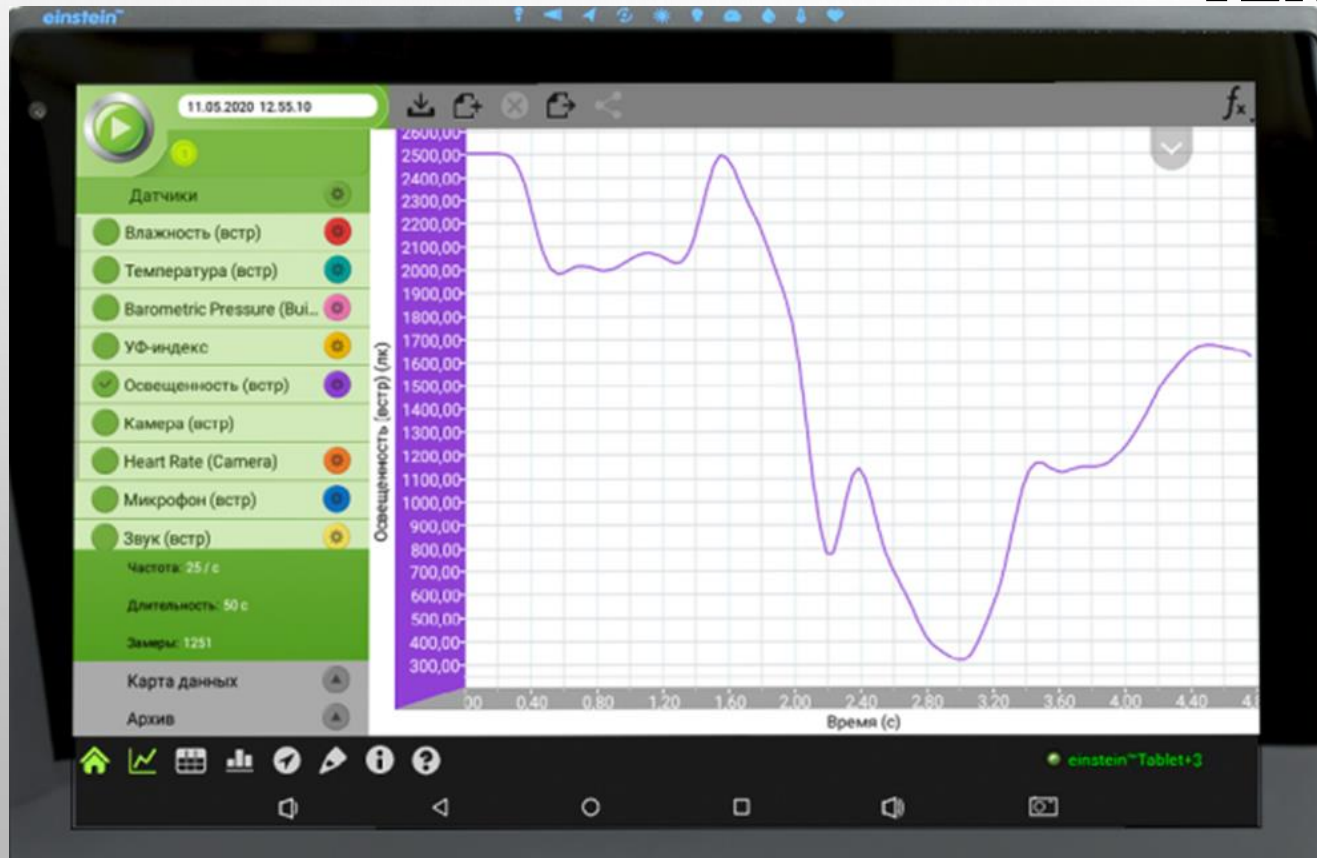 einstein™
11.05.2020 12.55.10
Датчики
Влажность (встр)
Температура (встр)
Barometric Pressure (Bui...
УФ-индекс
Освещенность (встр)
Камера (встр)
Heart Rate (Camera)
Микрофон (встр)
Звук (встр)
Частота: 25 / с
Длительность: 50 с
Замеры: 1251
Карта данных
Архив
fx
Освещенность (встр) (лк)
2600,00
2500,00
2400,00
2300,00
2200,00
2100,00
2000,00
1900,00
1800,00
1700,00
1600,00
1500,00
1400,00
1300,00
1200,00
1100,00
1000,00
900,00
800,00
700,00
600,00
500,00
400,00
300,00
00 0.40 0.80 1.20 1.60 2.00 2.40 2.80 3.20 3.60 4.00 4.40 4.8
Время (с)
einstein™Tablet+3